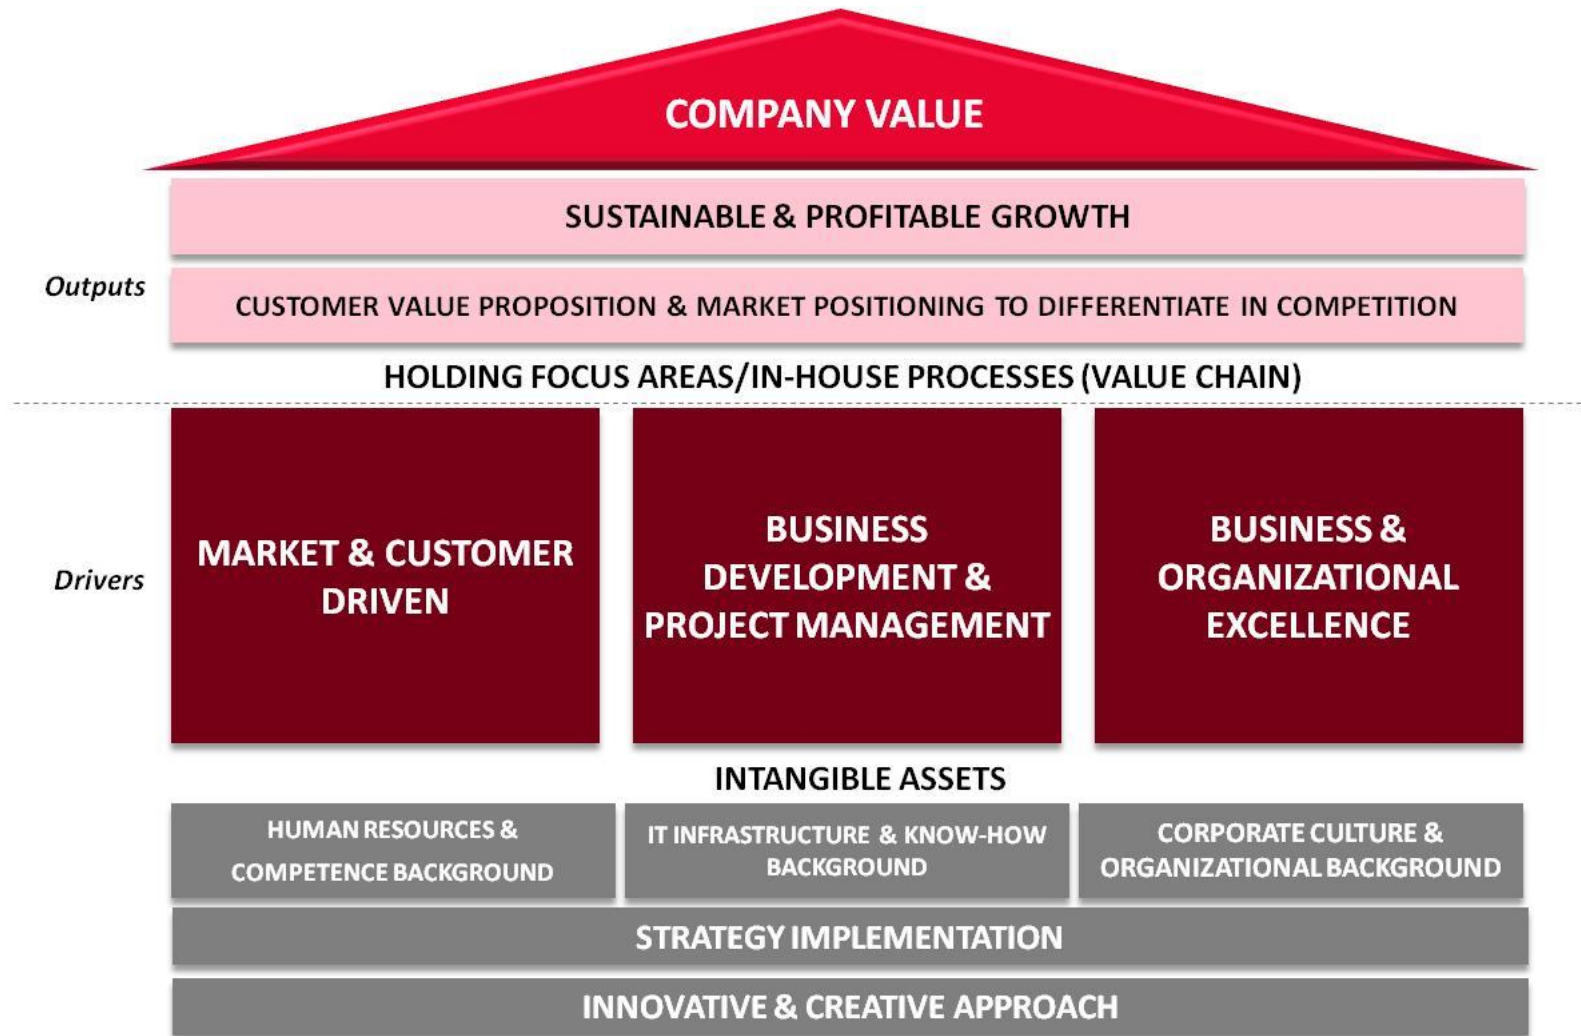 COMPANY VALUE
SUSTAINABLE & PROFITABLE GROWTH
Outputs
CUSTOMER VALUE PROPOSITION & MARKET POSITIONING TO DIFFERENTIATE IN COMPETITION
HOLDING FOCUS AREAS/IN-HOUSE PROCESSES (VALUE CHAIN)
Drivers
MARKET & CUSTOMER
DRIVEN
BUSINESS
DEVELOPMENT &
PROJECT MANAGEMENT
BUSINESS &
ORGANIZATIONAL
EXCELLENCE
INTANGIBLE ASSETS
HUMAN RESOURCES &
COMPETENCE BACKGROUND
IT INFRASTRUCTURE & KNOW-HOW
BACKGROUND
CORPORATE CULTURE &
ORGANIZATIONAL BACKGROUND
STRATEGY IMPLEMENTATION
INNOVATIVE & CREATIVE APPROACH